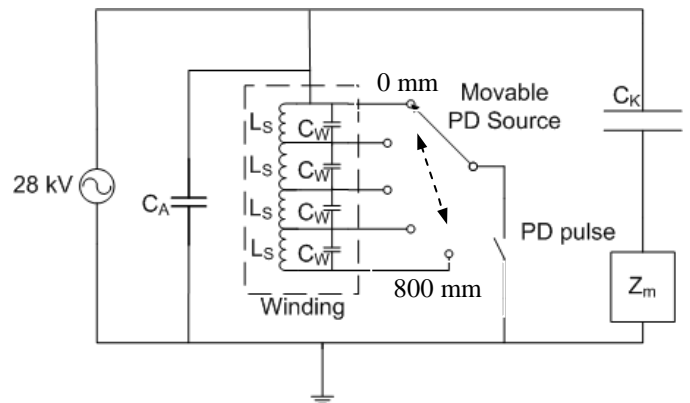 0 mm
Movable
PD Source
C_K
L_S
C_W
L_S
C_W
28 kV
C_A
L_S
C_W
PD pulse
L_S
C_W
800 mm
Z_m
Winding